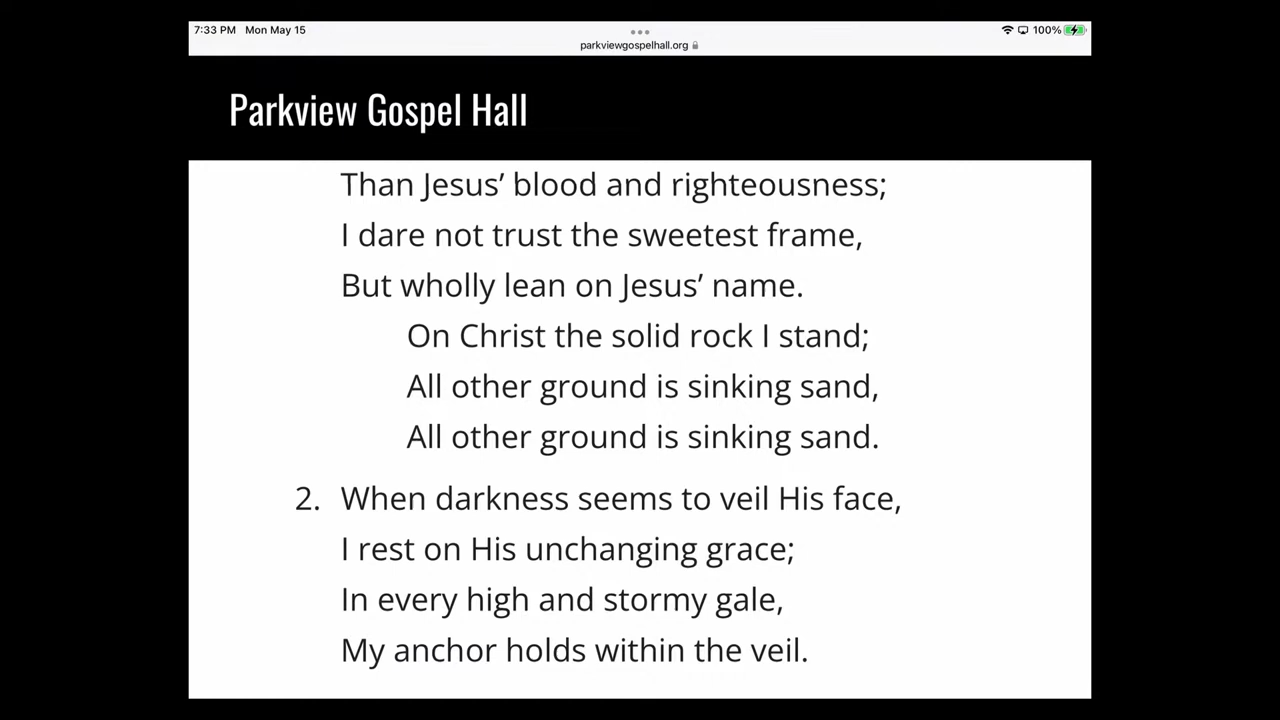 7:33 PM Mon May 15
parkviewgospelhall.org
100%
Parkview Gospel Hall
Than Jesus’ blood and righteousness;
I dare not trust the sweetest frame,
But wholly lean on Jesus’ name.
On Christ the solid rock I stand;
All other ground is sinking sand,
All other ground is sinking sand.
2. When darkness seems to veil His face,
I rest on His unchanging grace;
In every high and stormy gale,
My anchor holds within the veil.